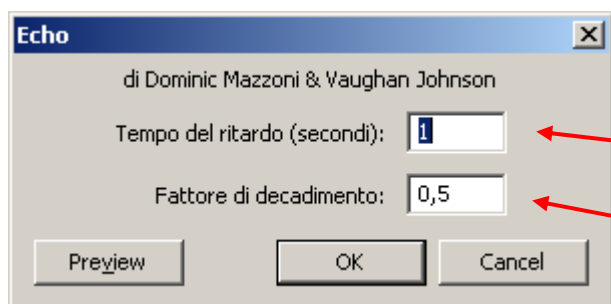 Echo
di Dominic Mazzoni & Vaughan Johnson
Tempo del ritardo (secondi): 1
Fattore di decadimento: 0,5
Preview OK Cancel